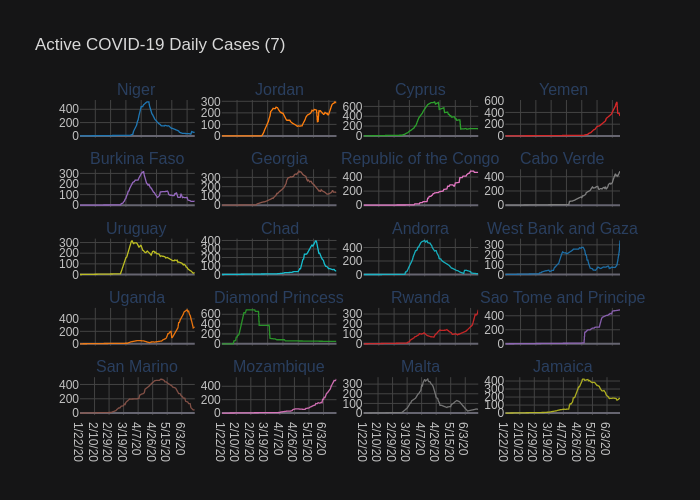 Active COVID-19 Daily Cases (7)
Niger Jordan Cyprus Yemen
400 200 0 300 200 100 0 600 400 200 0 600 400 200 0
Burkina Faso Georgia Republic of the Congo Cabo Verde
300 200 100 0 300 200 100 0 400 200 0 400 200 0
Uruguay Chad Andorra West Bank and Gaza
300 200 100 0 400 300 200 100 0 400 200 0 300 200 100 0
Uganda Diamond Princess Rwanda Sao Tome and Principe
400 200 0 600 400 200 0 300 200 100 0 400 200 0
San Marino Mozambique Malta Jamaica
400 200 0 400 200 0 300 200 100 0 400 300 200 100 0
1/22/20 2/10/20 2/29/20 3/19/20 4/7/20 4/26/20 5/15/20 6/3/20 1/22/20 2/10/20 2/29/20 3/19/20 4/7/20 4/26/20 5/15/20 6/3/20 1/22/20 2/10/20 2/29/20 3/19/20 4/7/20 4/26/20 5/15/20 6/3/20 1/22/20 2/10/20 2/29/20 3/19/20 4/7/20 4/26/20 5/15/20 6/3/20